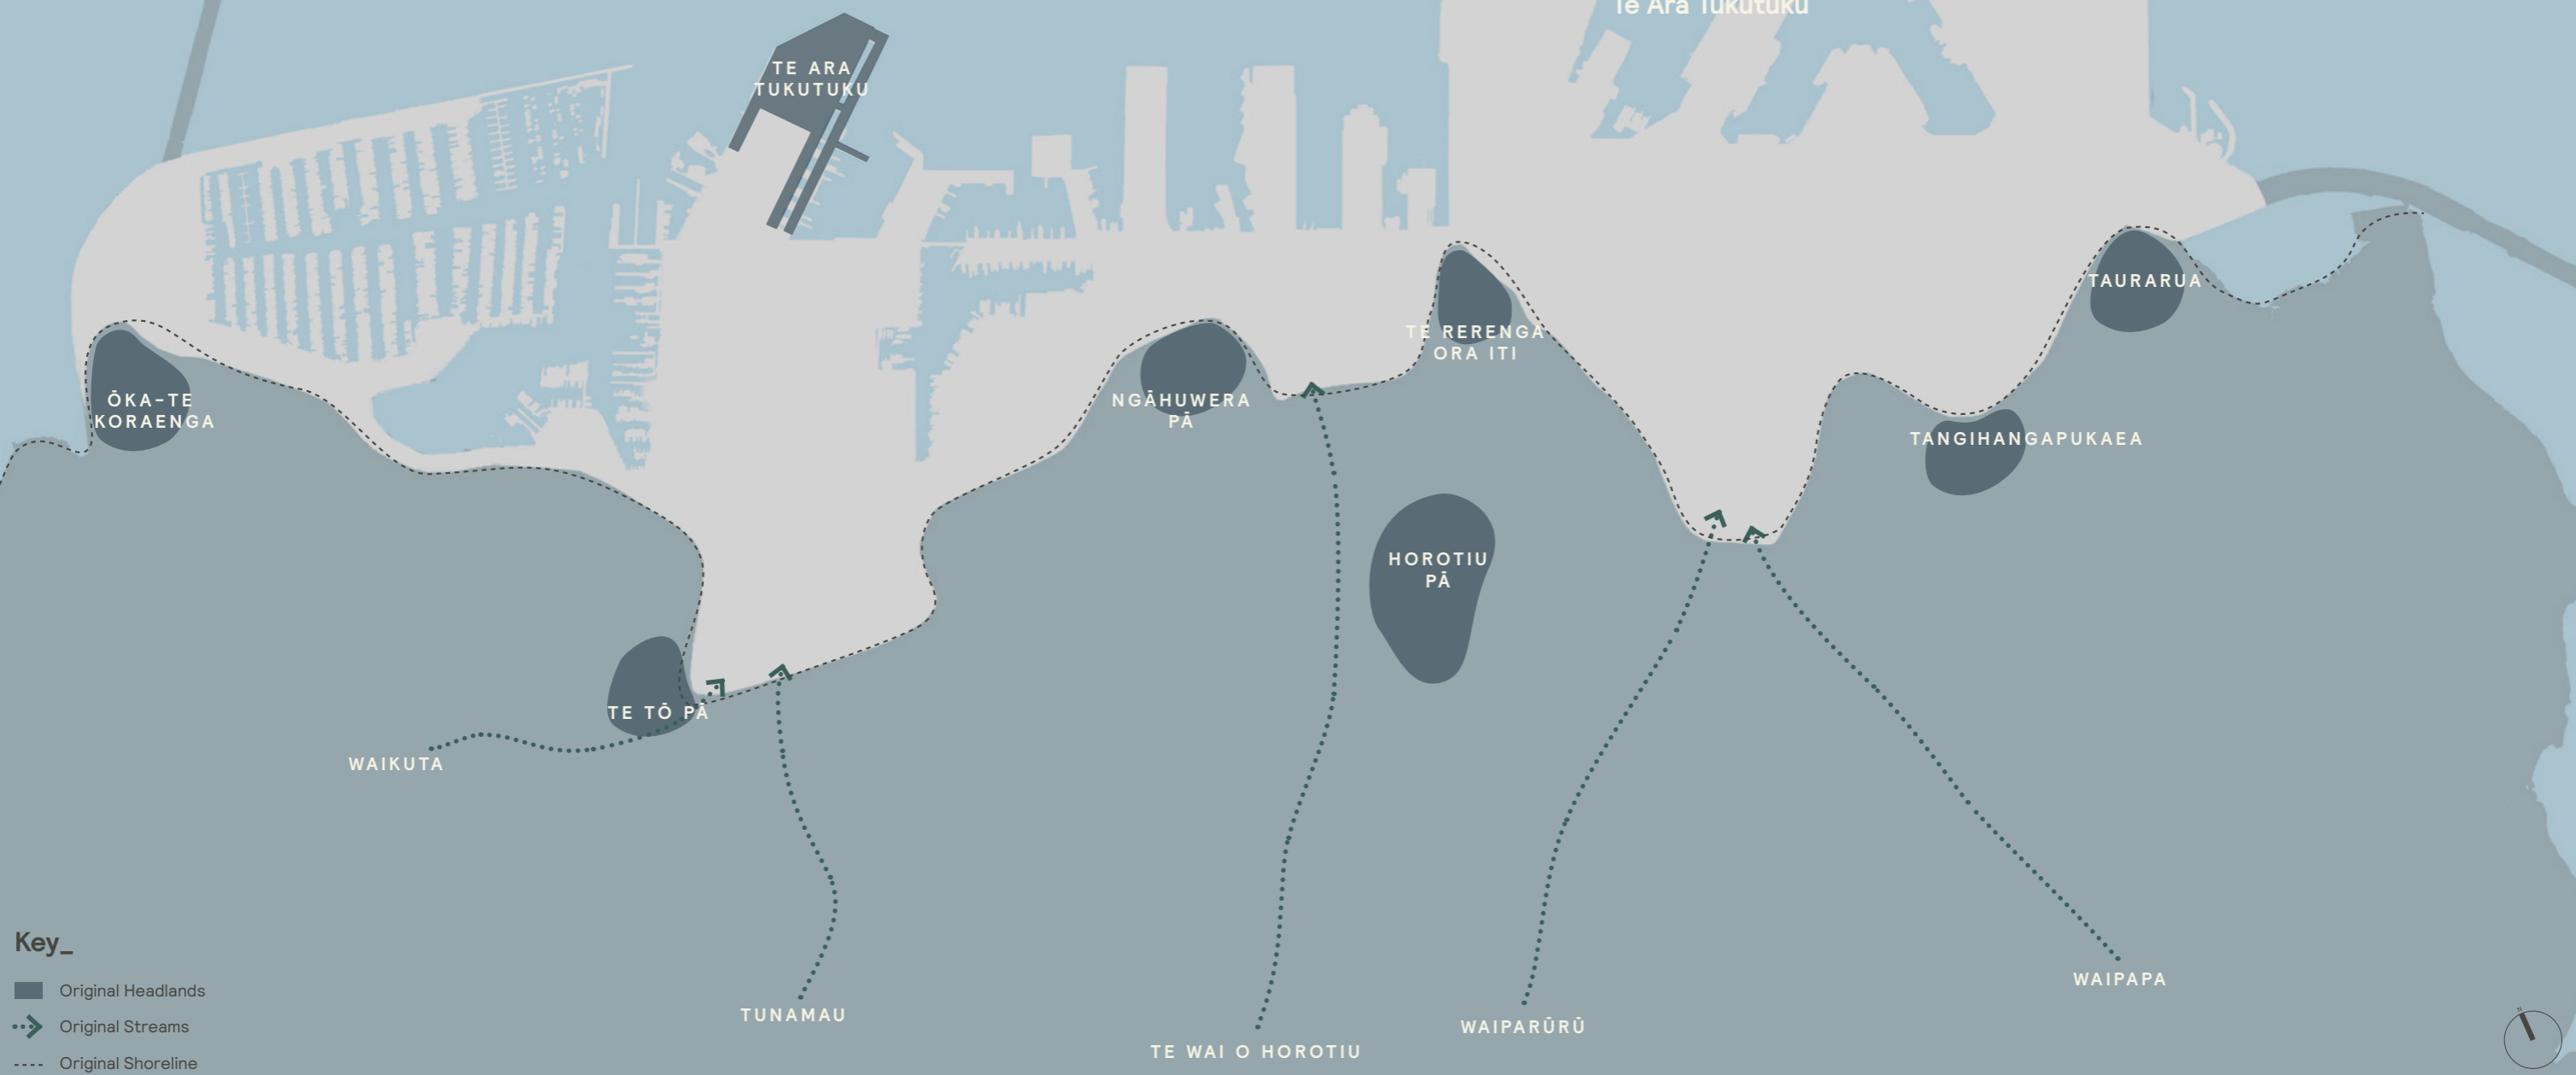 Te Ara Tukutuku
TE ARA
TUKUTUKU
TAURARUA
TE RERENGA
ORA ITI
ŌKA-TE
KORAENGA
NGĀHUWERA
PĀ
TANGIHANGAPUKAEA
HOROTIU
PĀ
TE TŌ PĀ
WAIKUTA
WAIPAPA
TUNAMAU
WAIPARŪRŪ
TE WAI O HOROTIU
Key_
Original Headlands
Original Streams
Original Shoreline